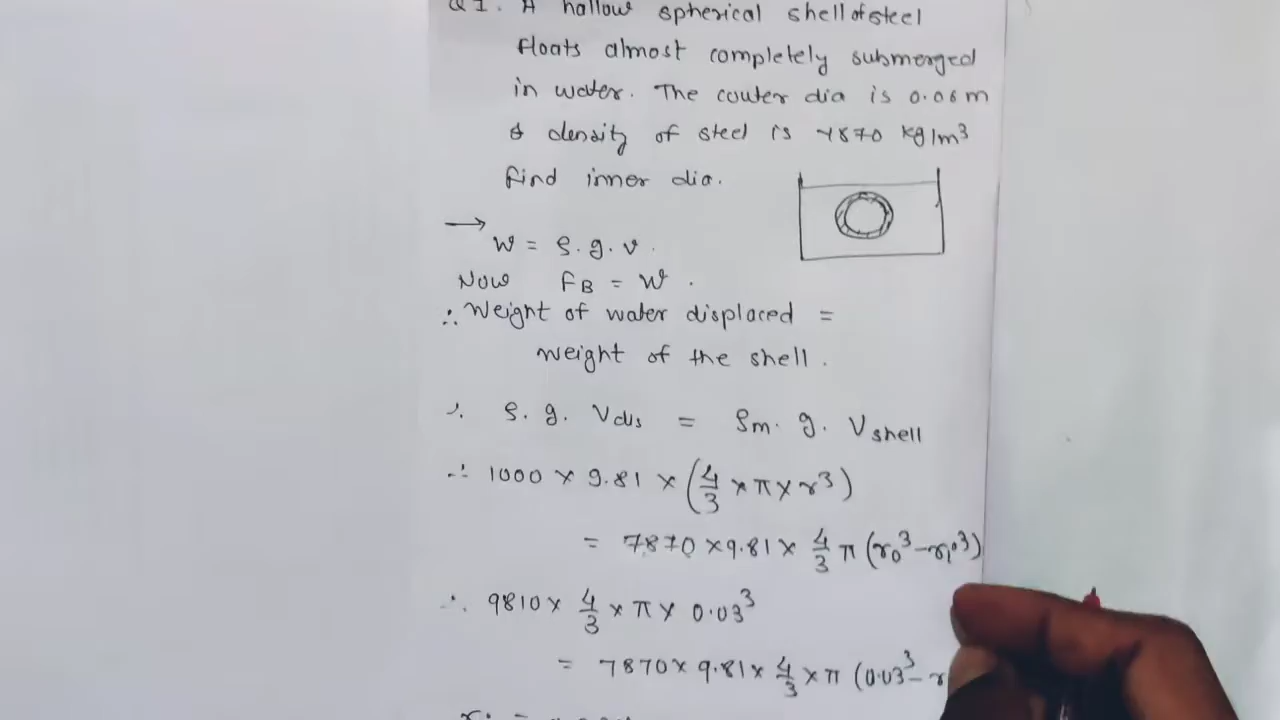 Q1. A hallow spherical shell of steel
floats almost completely submerged
in water. The outer dia is 0.06 m
& density of steel is 7870 kg/m³
find inner dia.
→ W = ρ. g. v.
Now F_B = W.
∴ Weight of water displaced =
weight of the shell.
∴ ρ. g. V_dis = ρ_m. g. V_shell
∴ 1000 × 9.81 × (4/3 × π × r³)
= 7870 × 9.81 × 4/3 π (r₀³ - rᵢ³)
∴ 9810 × 4/3 × π × 0.03³
= 7870 × 9.81 × 4/3 × π (0.03³ - r